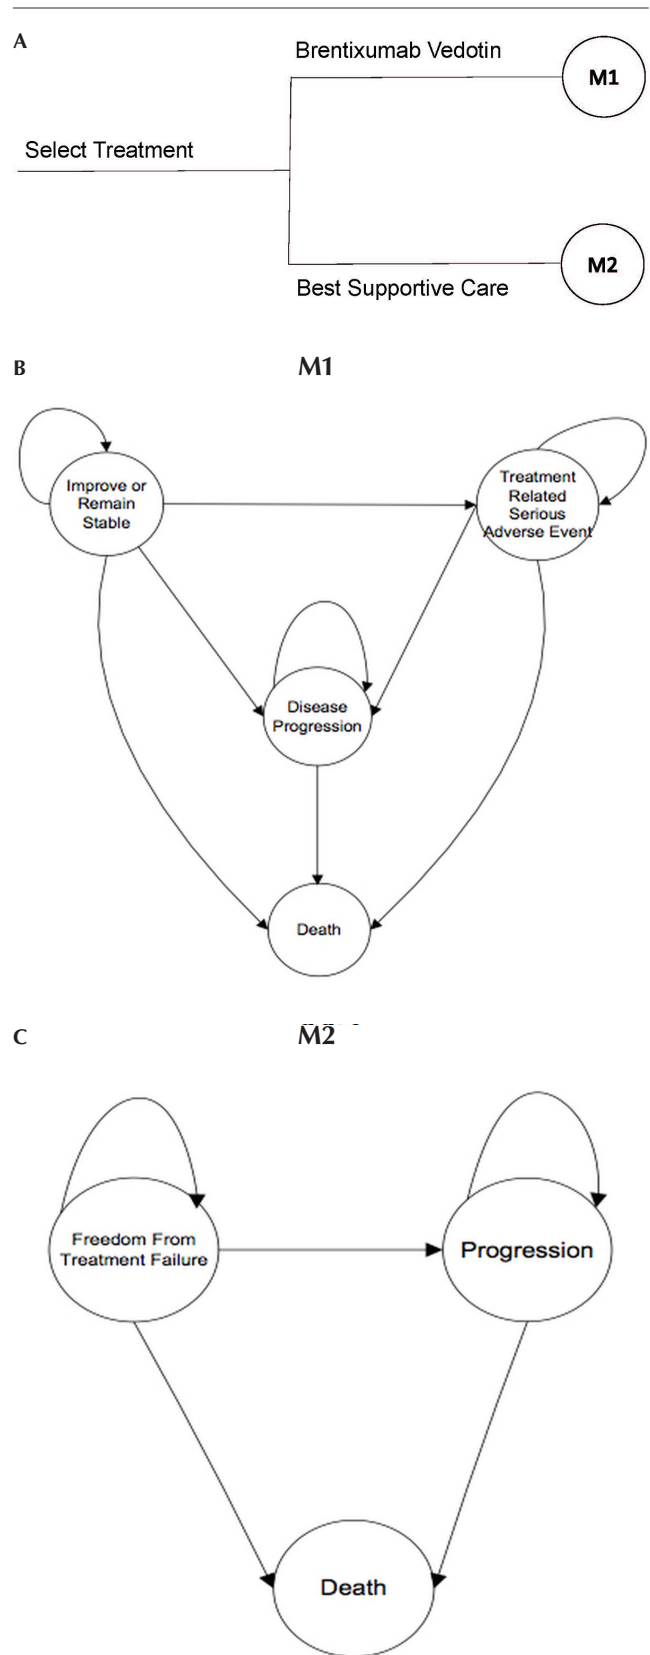 A
Brentixumab Vedotin
M1
Select Treatment
M2
Best Supportive Care
B
M1
Improve or
Remain
Stable
Treatment
Related
Serious
Adverse Event
Disease
Progression
Death
C
M2
Freedom From
Treatment Failure
Progression
Death